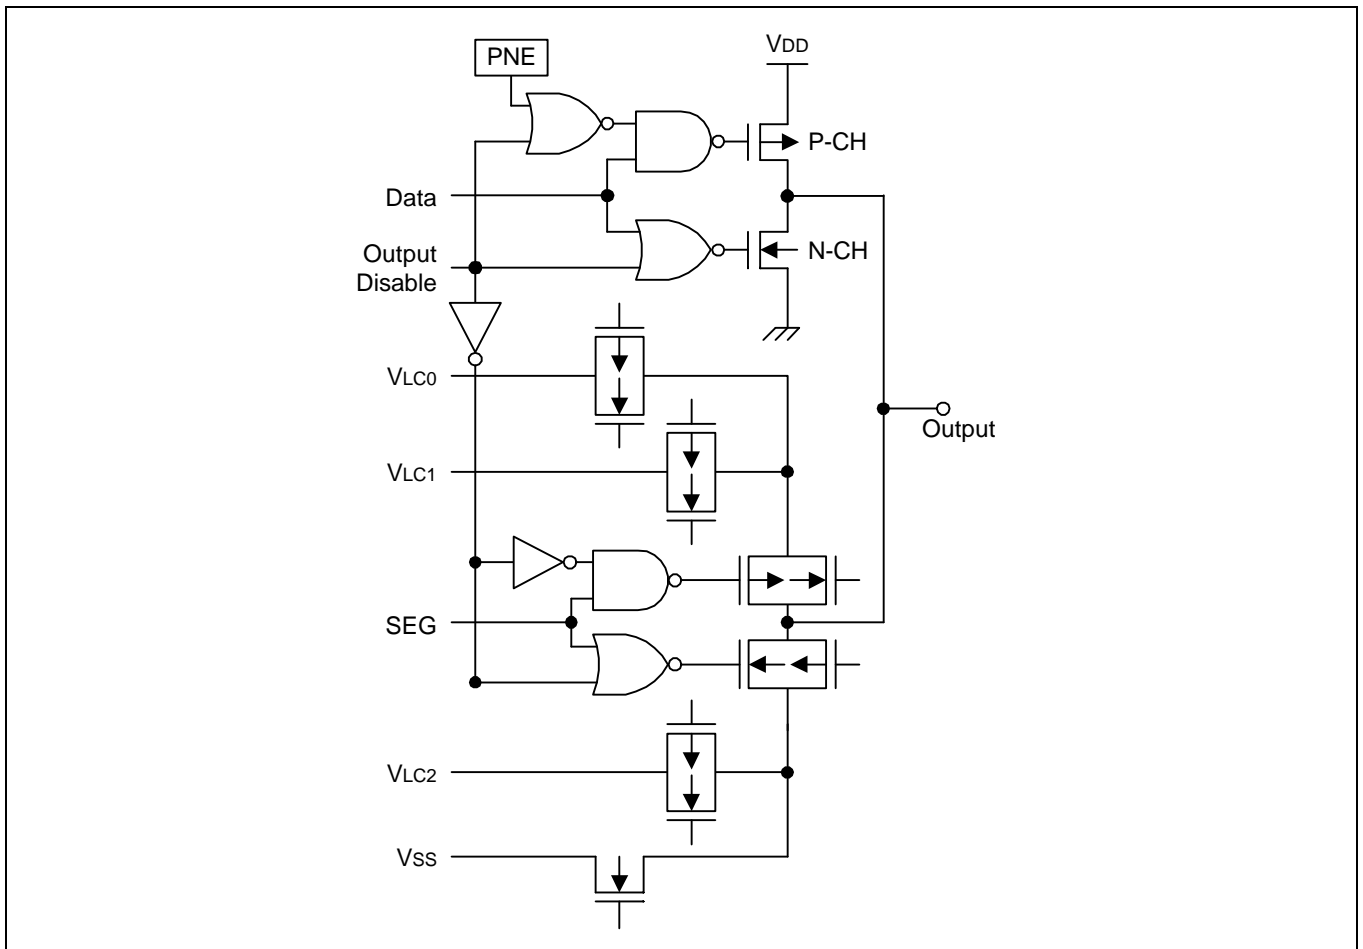 PNE
VDD
P-CH
Data
Output
Disable
N-CH
VLC0
Output
VLC1
SEG
VLC2
VSS